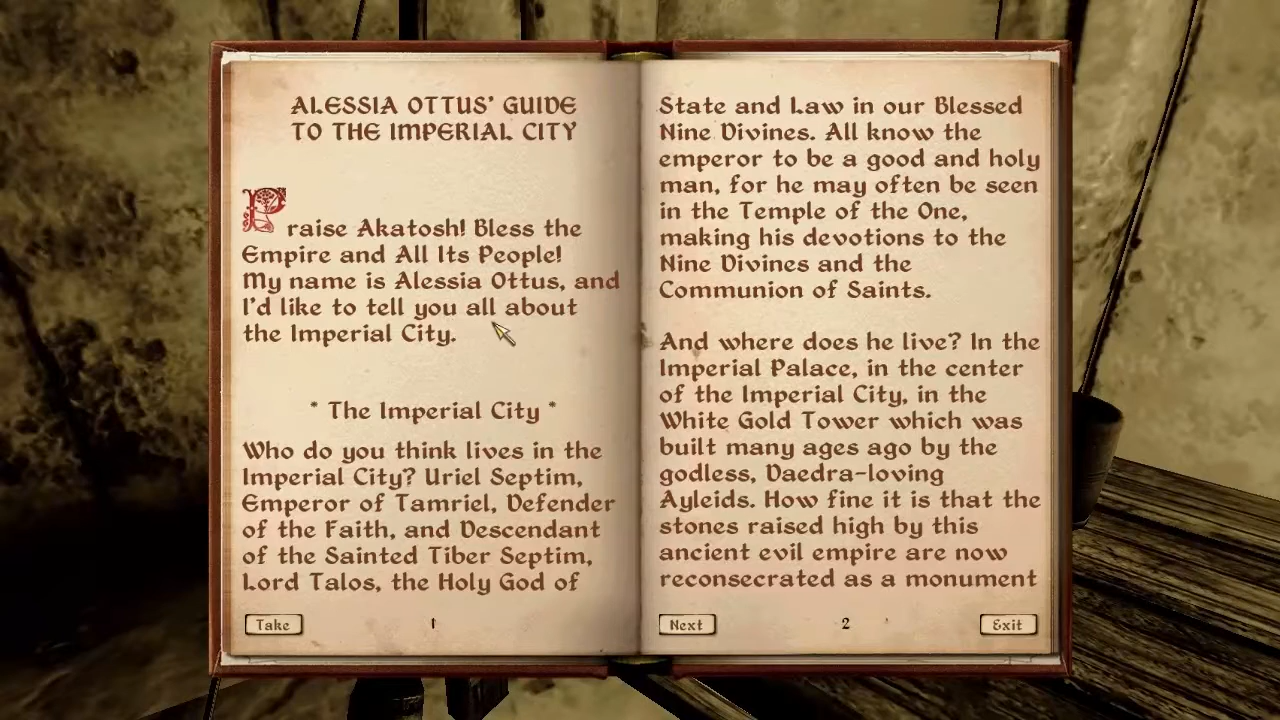 ALESSIA OTTUS' GUIDE
TO THE IMPERIAL CITY
Praise Akatosh! Bless the
Empire and All Its People!
My name is Alessia Ottus, and
I'd like to tell you all about
the Imperial City.
* The Imperial City *
Who do you think lives in the
Imperial City? Uriel Septim,
Emperor of Tamriel, Defender
of the Faith, and Descendant
of the Sainted Tiber Septim,
Lord Talos, the Holy God of
Take
1
State and Law in our Blessed
Nine Divines. All know the
emperor to be a good and holy
man, for he may often be seen
in the Temple of the One,
making his devotions to the
Nine Divines and the
Communion of Saints.
And where does he live? In the
Imperial Palace, in the center
of the Imperial City, in the
White Gold Tower which was
built many ages ago by the
godless, Daedra-loving
Ayleids. How fine it is that the
stones raised high by this
ancient evil empire are now
reconsecrated as a monument
Next
2
Exit